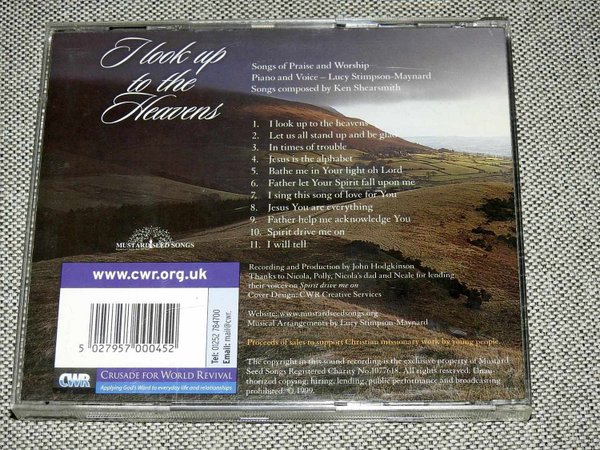 I look up
to the
Heavens
Songs of Praise and Worship
Piano and Voice – Lucy Stimpson-Maynard
Songs composed by Ken Shearsmith
1. I look up to the heavens
2. Let us all stand up and be glad
3. In times of trouble
4. Jesus is the alphabet
5. Bathe me in Your light oh Lord
6. Father let Your Spirit fall upon me
7. I sing this song of love for You
8. Jesus You are everything
9. Father help me acknowledge You
10. Spirit drive me on
11. I will tell
MUSTARD SEED SONGS
Recording and Production by John Hodgkinson
Thanks to Nicola, Polly, Nicola's dad and Neale for lending
their voices on Spirit drive me on
Cover Design: CWR Creative Services
Website: www.mustardseedsongs.org
Musical Arrangements by Lucy Stimpson-Maynard
Proceeds of sales to support Christian missionary work by young people
The copyright in this sound recording is the exclusive property of Mustard
Seed Songs Registered Charity No.1077618. All rights reserved. Unau-
thorized copying, hiring, lending, public performance and broadcasting
prohibited. © 1999.
www.cwr.org.uk
5 027957 000452
Tel: 01252 784700
Email: mail@cwr.
CWR
CRUSADE FOR WORLD REVIVAL
Applying God's Word to everyday life and relationships